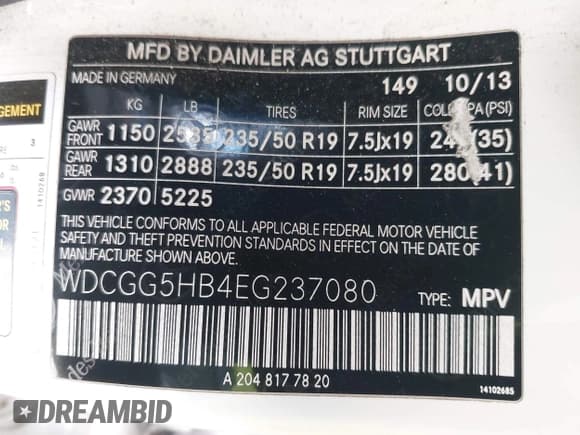 MFD BY DAIMLER AG STUTTGART
MADE IN GERMANY 149 10/13
KG LB TIRES RIM SIZE COLD (PSI)
GAWR FRONT 1150 235/50 R19 7.5Jx19 (35)
GAWR REAR 1310 2888 235/50 R19 7.5Jx19 280 (41)
GVWR 2370 5225
THIS VEHICLE CONFORMS TO ALL APPLICABLE FEDERAL MOTOR VEHICLE
SAFETY AND THEFT PREVENTION STANDARDS IN EFFECT ON THE DATE OF
MANUFACTURE SHOWN ABOVE.
WDCGG5HB4EG237080 TYPE: MPV
A 204 817 78 20
14102685
3
DREAMBID